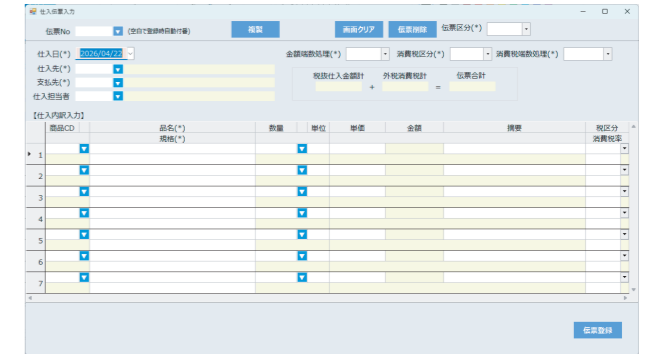 仕入伝票入力
伝票No (空白で登録時自動付番) 複製 画面クリア 伝票削除 伝票区分(*)
仕入日(*) 2026/04/22 金額端数処理(*) 消費税区分(*) 消費税端数処理(*)
仕入先(*)
支払先(*)
仕入担当者
税抜仕入金額計 外税消費税計 伝票合計
+ =
【仕入内訳入力】
商品CD 品名(*) 数量 単位 単価 金額 摘要 税区分
規格(*) 消費税率
1
2
3
4
5
6
7
伝票登録